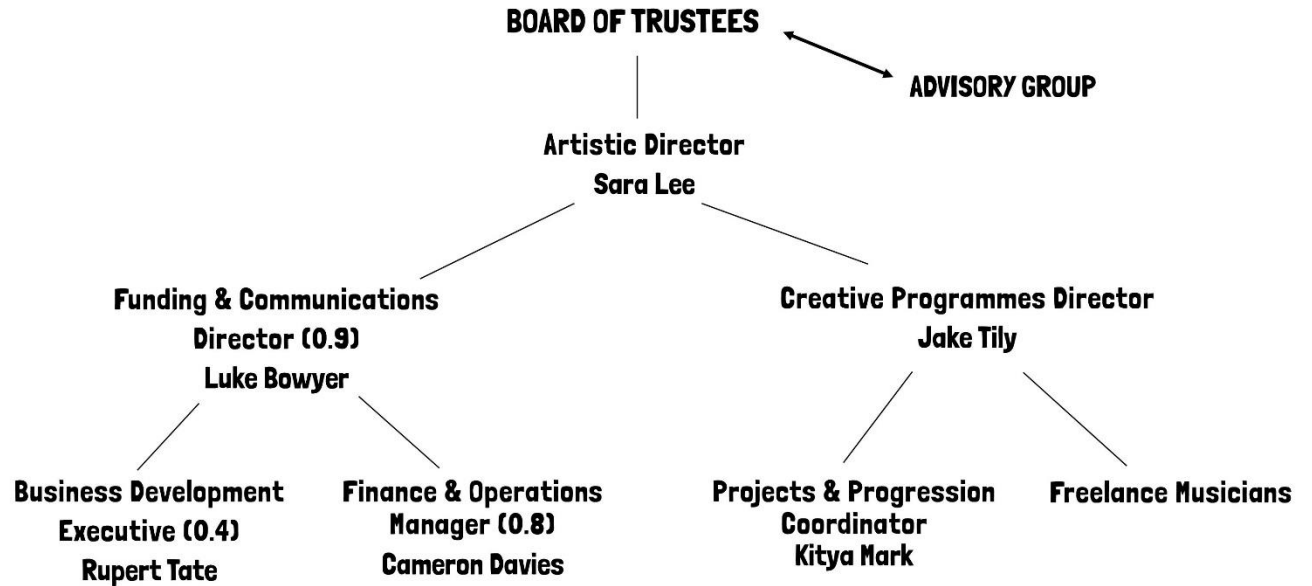 BOARD OF TRUSTEES
ADVISORY GROUP
Artistic Director
Sara Lee
Funding & Communications
Director (0.9)
Luke Bowyer
Creative Programmes Director
Jake Tily
Business Development
Executive (0.4)
Rupert Tate
Finance & Operations
Manager (0.8)
Cameron Davies
Projects & Progression
Coordinator
Kitya Mark
Freelance Musicians